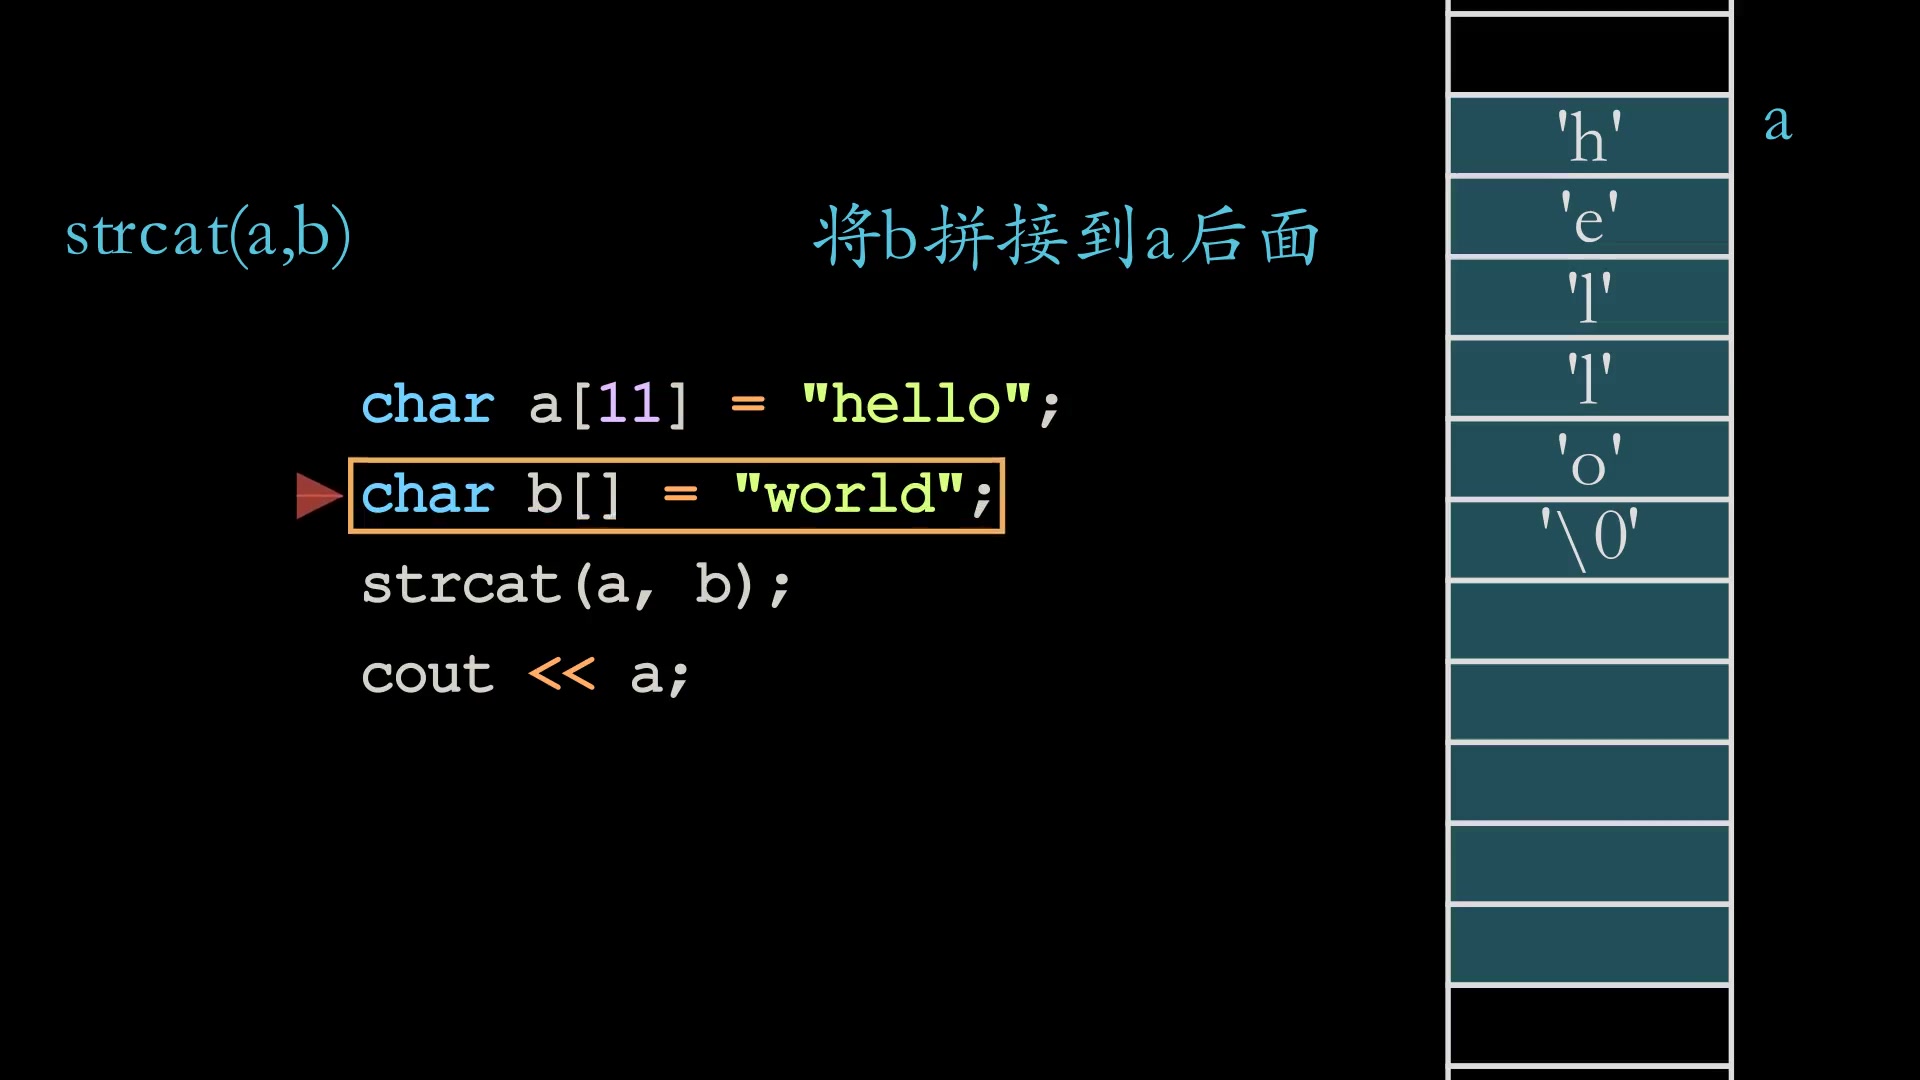 strcat(a,b)
将b拼接到a后面
char a[11] = "hello";
char b[] = "world";
strcat(a, b);
cout << a;
a
'h'
'e'
'l'
'l'
'o'
'\0'